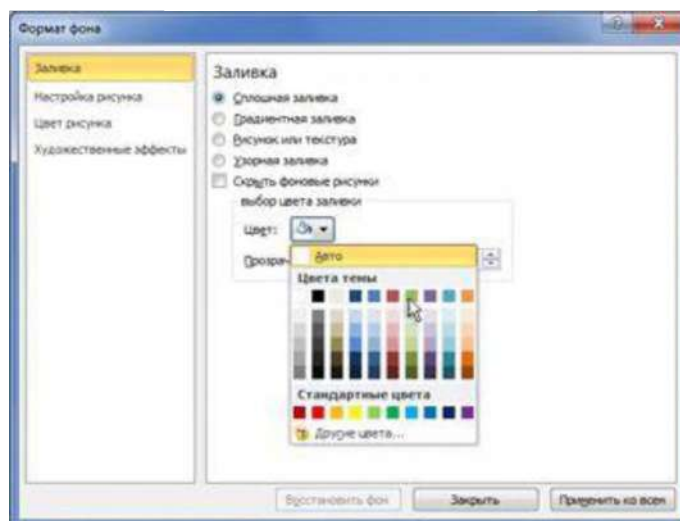 Формат фона
Заливка
Настройка рисунка
Цвет рисунка
Художественные эффекты
Заливка
Сплошная заливка
Градиентная заливка
Рисунок или текстура
Узорная заливка
Скрыть фоновые рисунки
выбор цвета заливки
Цвет:
Прозрач
Авто
Цвета темы
Стандартные цвета
Другие цвета...
Восстановить фон
Закрыть
Применить ко всем